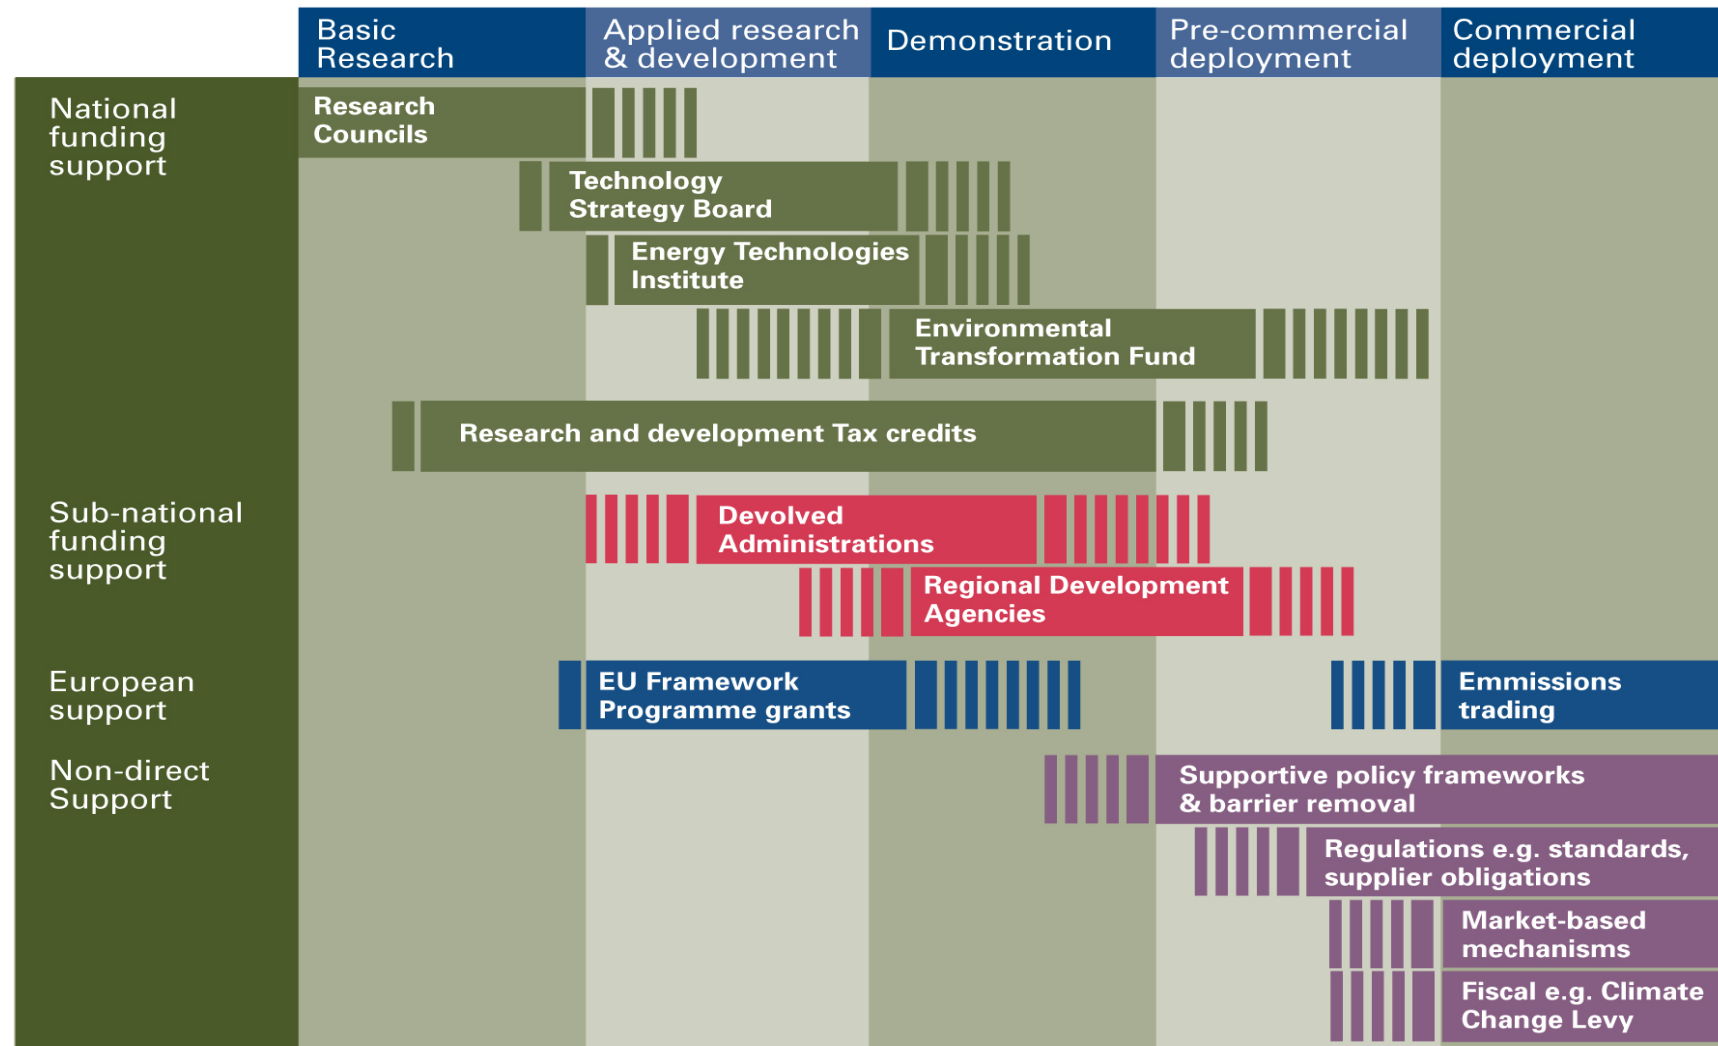 Basic
Research
Applied research
& development
Demonstration
Pre-commercial
deployment
Commercial
deployment
National
funding
support
Research
Councils
Technology
Strategy Board
Energy Technologies
Institute
Environmental
Transformation Fund
Research and development Tax credits
Sub-national
funding
support
Devolved
Administrations
Regional Development
Agencies
European
support
EU Framework
Programme grants
Emmissions
trading
Non-direct
Support
Supportive policy frameworks
& barrier removal
Regulations e.g. standards,
supplier obligations
Market-based
mechanisms
Fiscal e.g. Climate
Change Levy